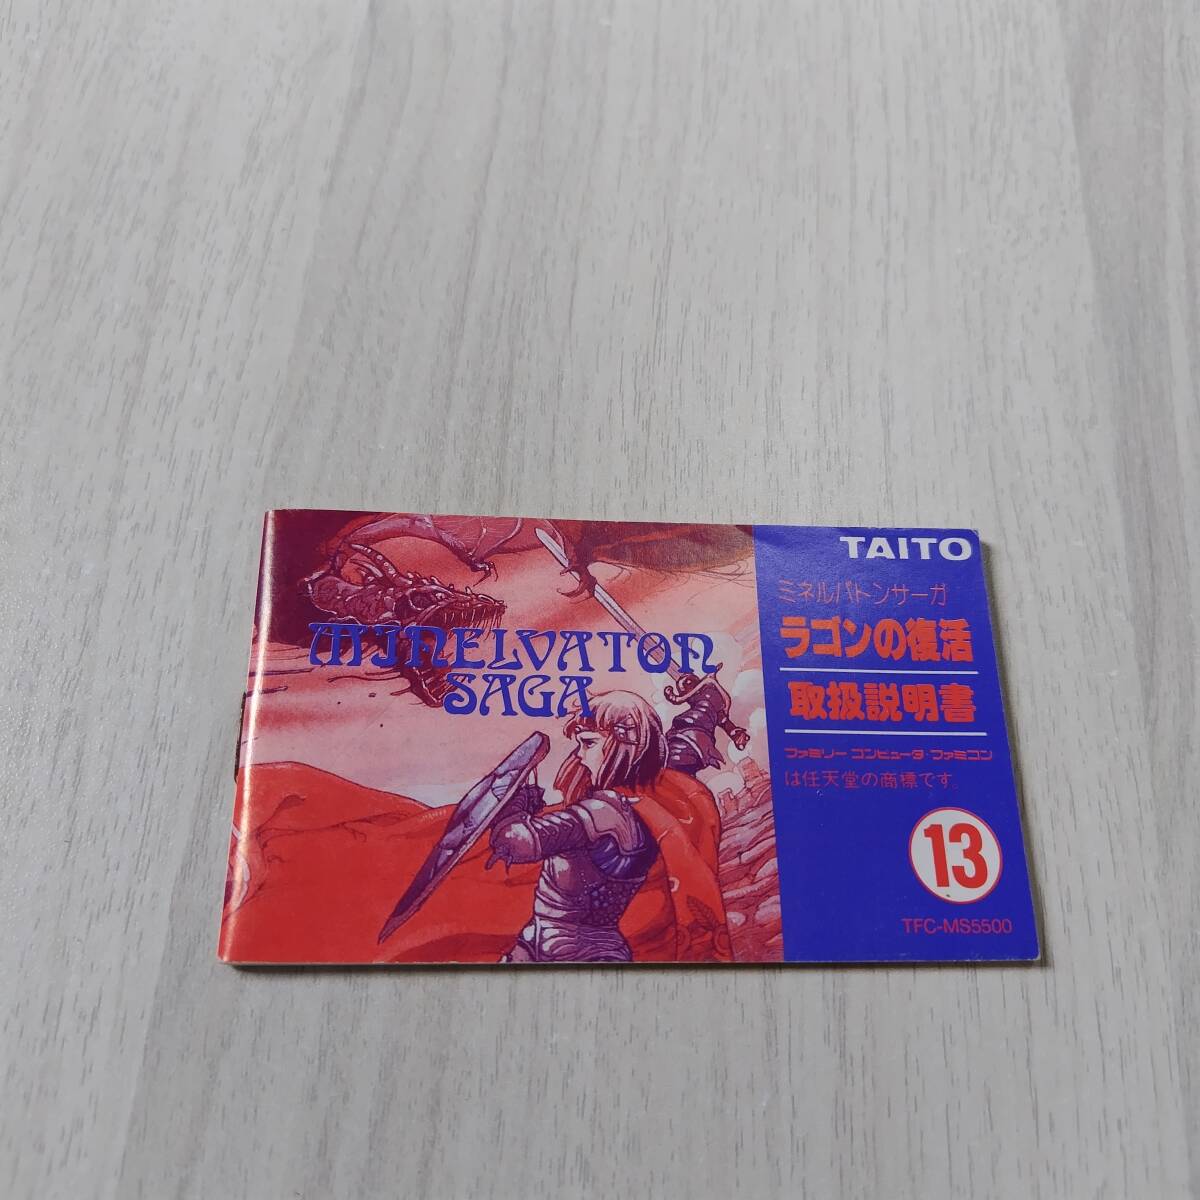 MINELVATON
SAGA
TAITO
ミネルバトンサーガ
ラゴンの復活
取扱説明書
ファミリーコンピュータ・ファミコン
は任天堂の商標です。
13
TFC-MS5500